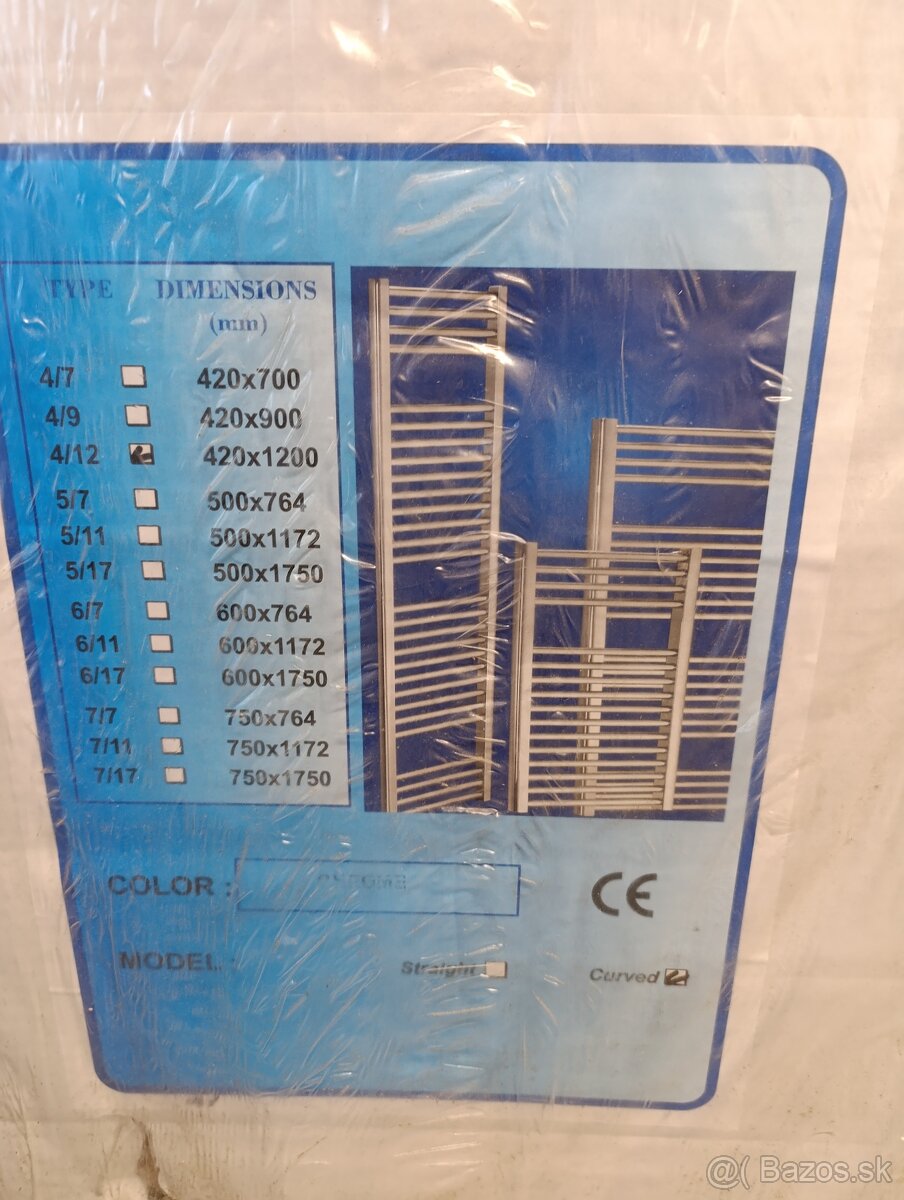 TYPE DIMENSIONS
(mm)
4/7 420x700
4/9 420x900
4/12 420x1200
5/7 500x764
5/11 500x1172
5/17 500x1750
6/7 600x764
6/11 600x1172
6/17 600x1750
7/7 750x764
7/11 750x1172
7/17 750x1750
COLOR : CHROME
CE
MODEL : Straight Curved
@( Bazos.sk